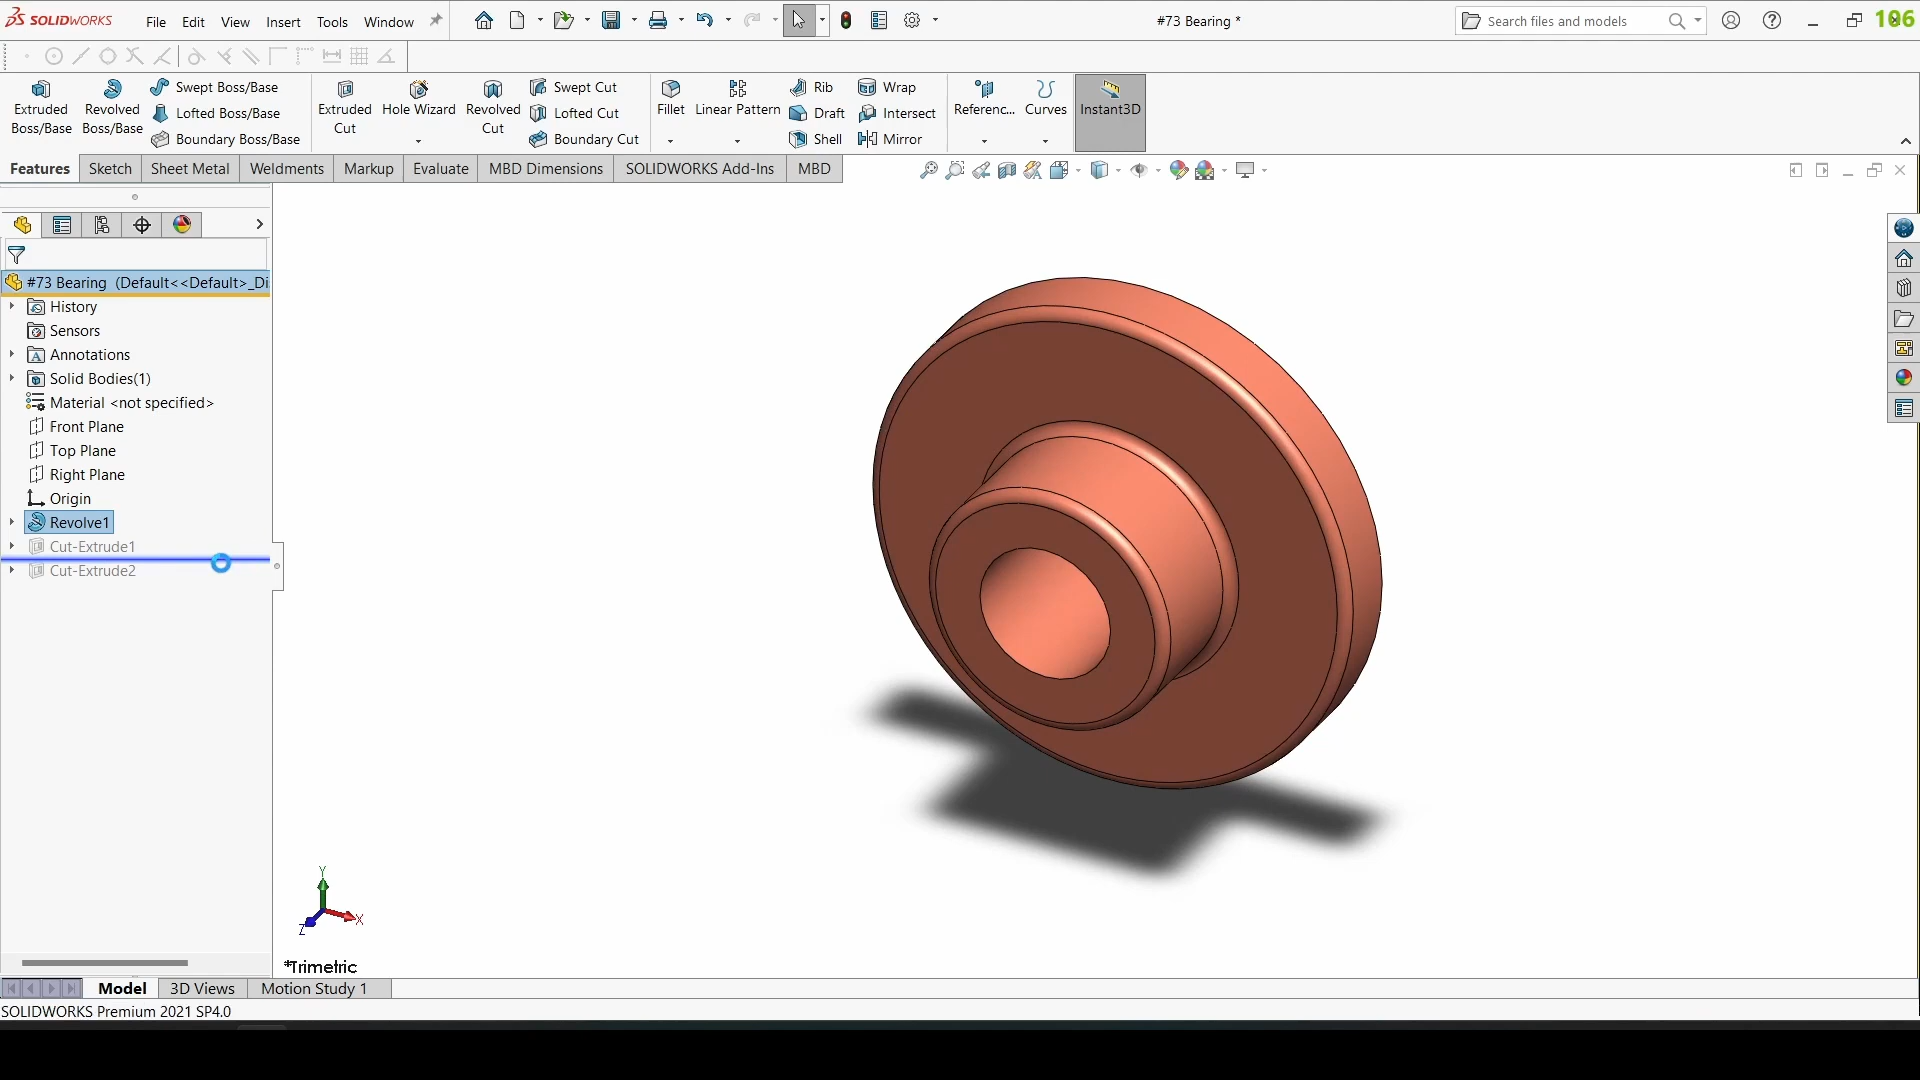 SOLIDWORKS File Edit View Insert Tools Window #73 Bearing * Search files and models 106
Extruded Boss/Base
Revolved Boss/Base
Swept Boss/Base
Lofted Boss/Base
Boundary Boss/Base
Extruded Cut
Hole Wizard
Revolved Cut
Swept Cut
Lofted Cut
Boundary Cut
Fillet
Linear Pattern
Rib
Draft
Shell
Wrap
Intersect
Mirror
Referenc...
Curves
Instant3D
Features Sketch Sheet Metal Weldments Markup Evaluate MBD Dimensions SOLIDWORKS Add-Ins MBD
#73 Bearing (Default<<Default>_Di
History
Sensors
Annotations
Solid Bodies(1)
Material <not specified>
Front Plane
Top Plane
Right Plane
Origin
Revolve1
Cut-Extrude1
Cut-Extrude2
Y
X
Z
*Trimetric
Model 3D Views Motion Study 1
SOLIDWORKS Premium 2021 SP4.0